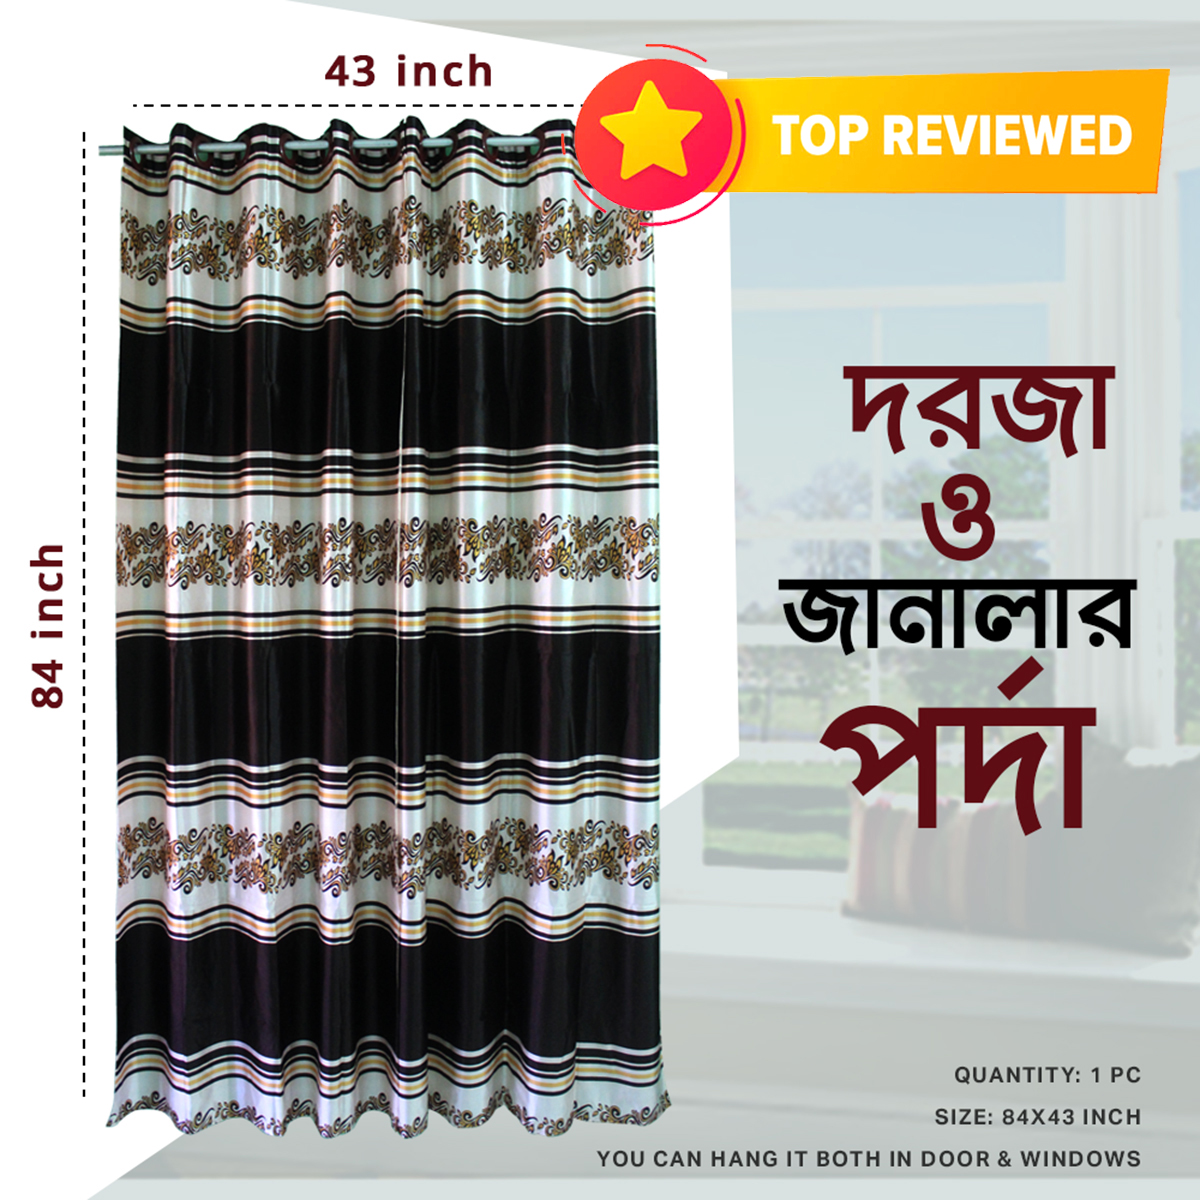 43 inch
TOP REVIEWED
84 inch
দরজা
ও
জানালার
পর্দা
QUANTITY: 1 PC
SIZE: 84X43 INCH
YOU CAN HANG IT BOTH IN DOOR & WINDOWS